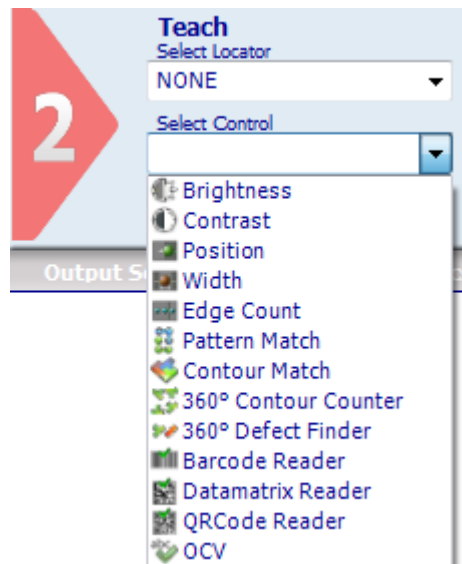 2
Teach
Select Locator
NONE
Select Control
Brightness
Contrast
Position
Output
Width
Edge Count
Pattern Match
Contour Match
360° Contour Counter
360° Defect Finder
Barcode Reader
Datamatrix Reader
QRCode Reader
OCV